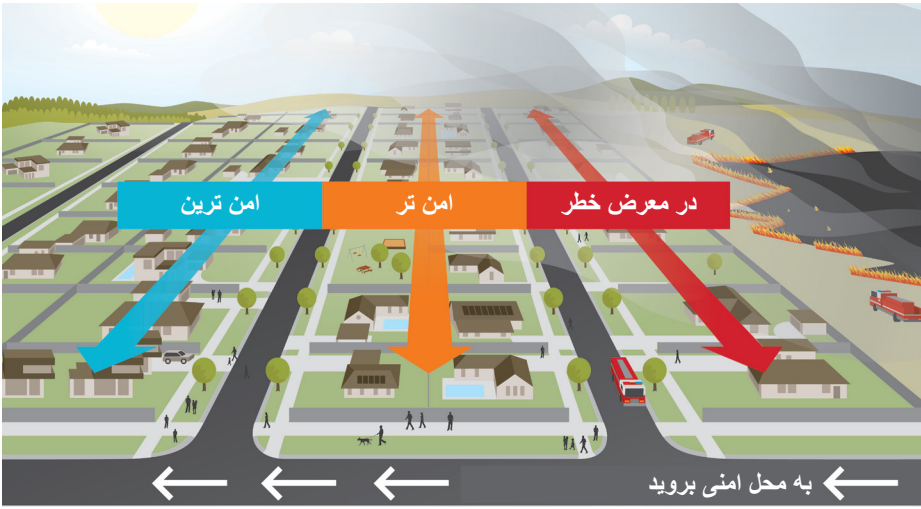 در معرض خطر
امن تر
امن ترین
به محل امنی بروید